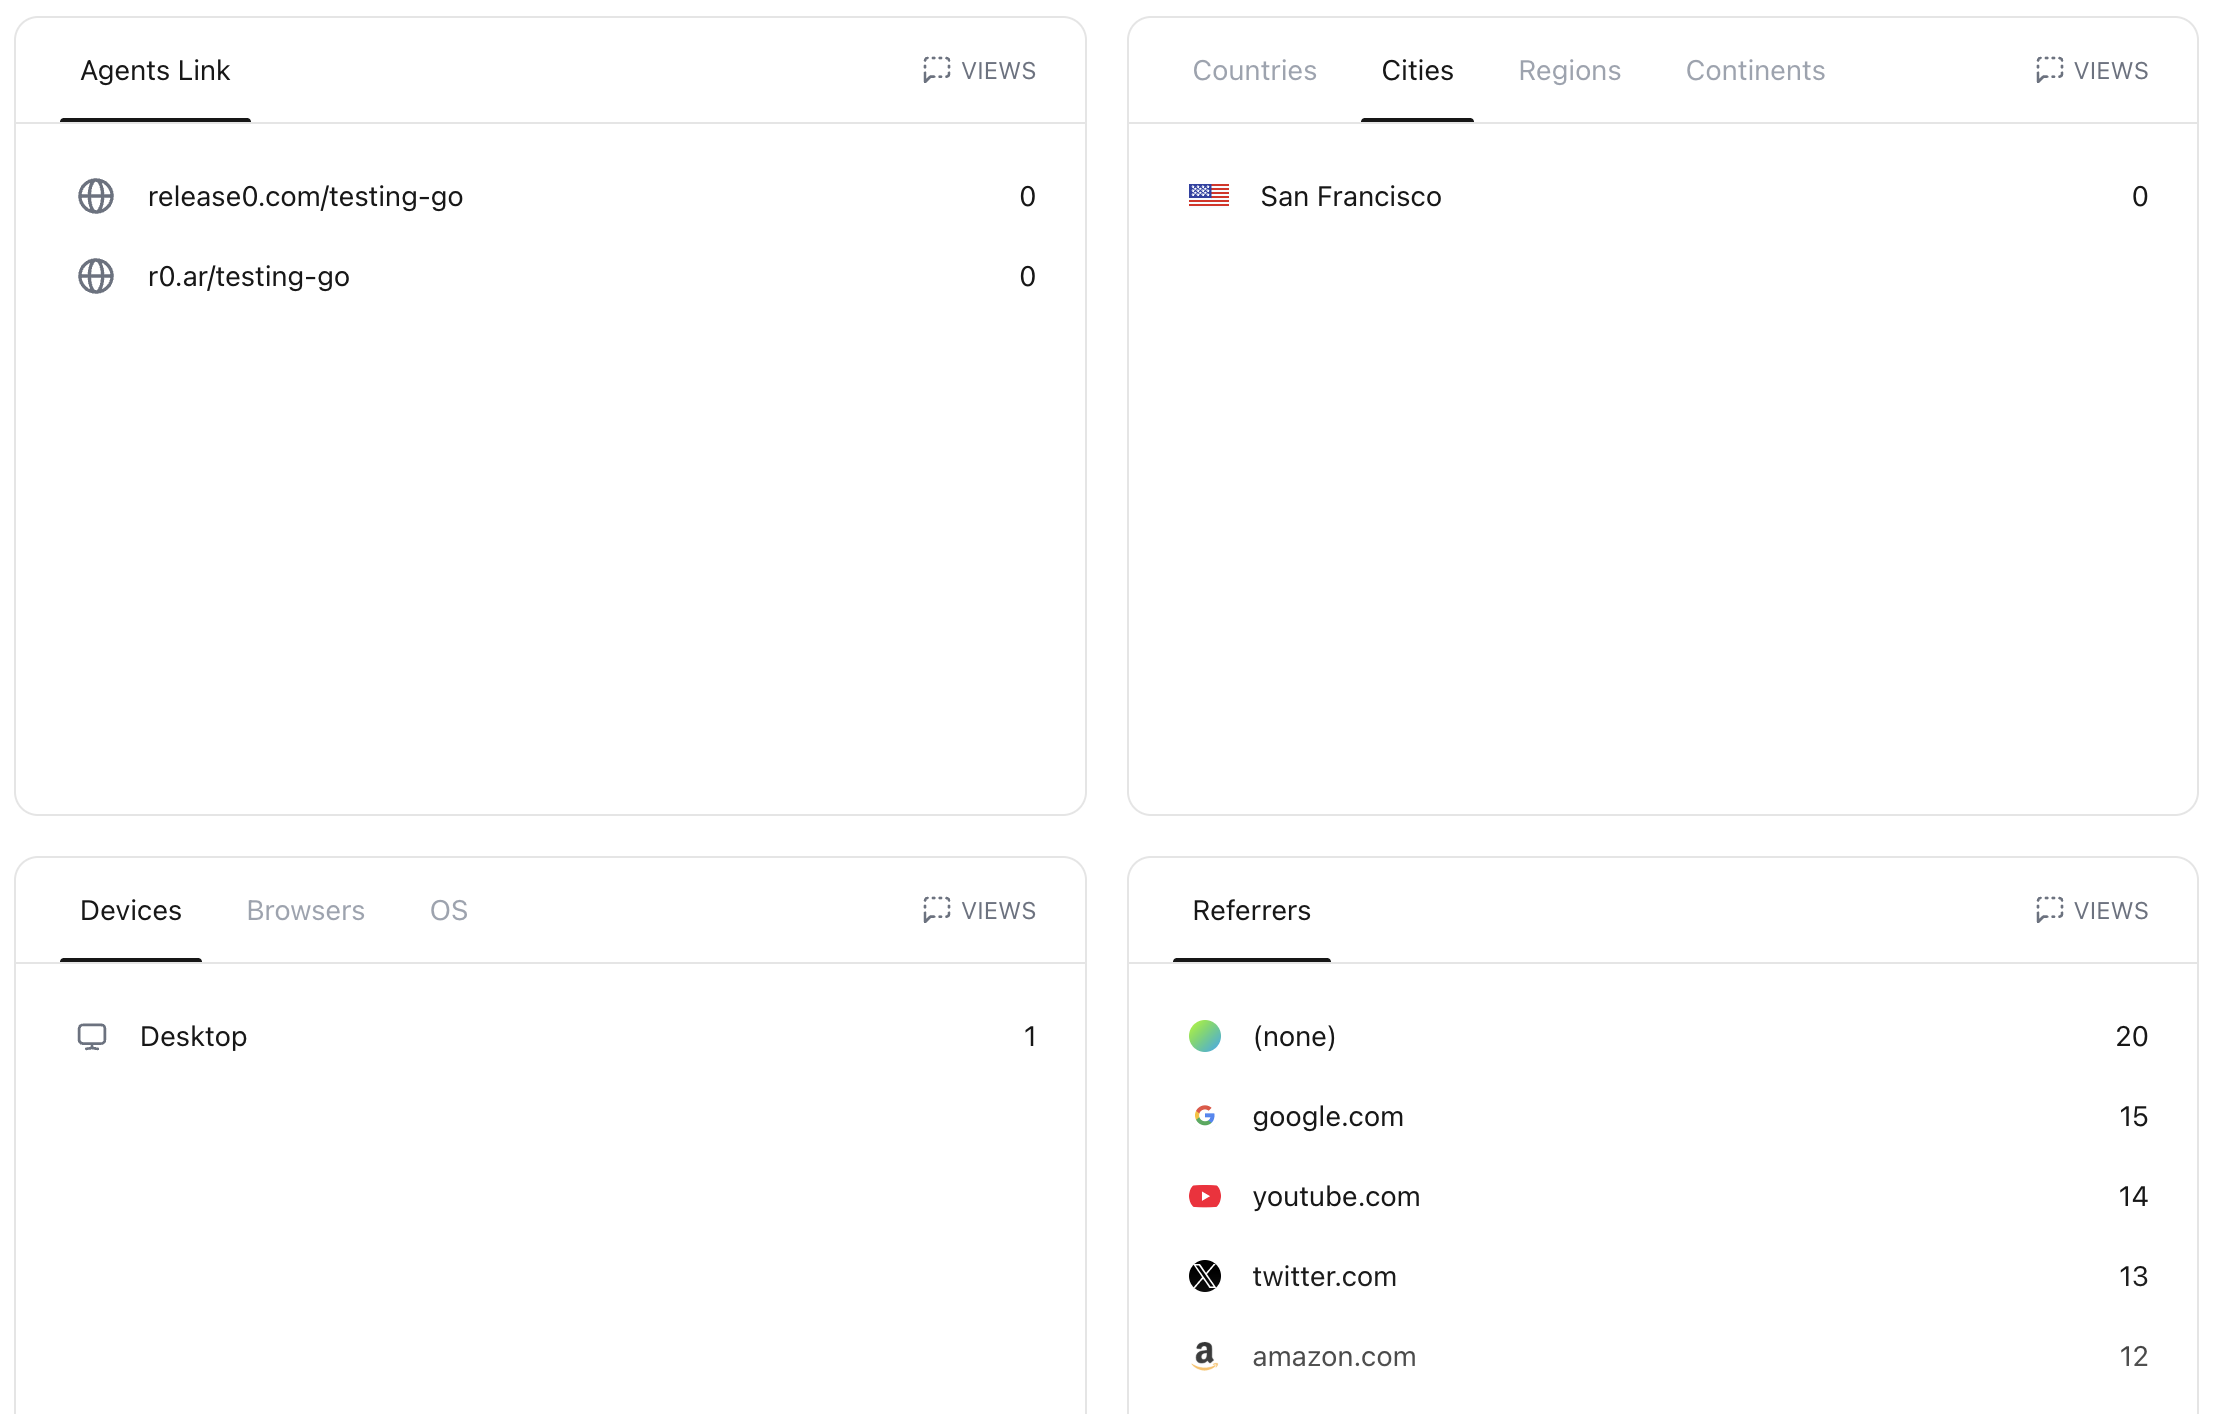 Agents Link VIEWS
release0.com/testing-go 0
r0.ar/testing-go 0
Countries Cities Regions Continents VIEWS
San Francisco 0
Devices Browsers OS VIEWS
Desktop 1
Referrers VIEWS
(none) 20
google.com 15
youtube.com 14
twitter.com 13
amazon.com 12